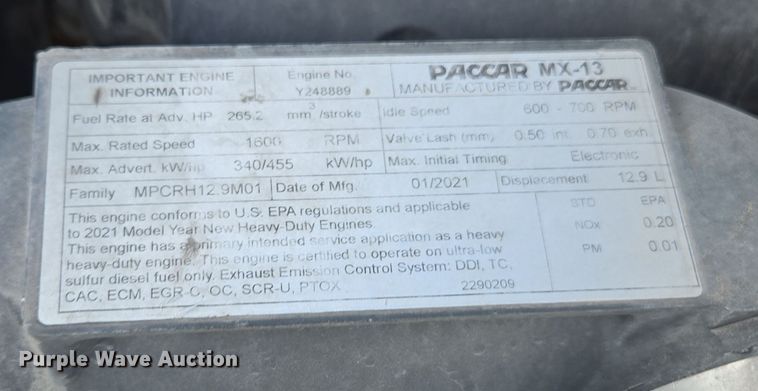 IMPORTANT ENGINE INFORMATION
Engine No. Y248889
PACCAR MX-13
MANUFACTURED BY PACCAR
Fuel Rate at Adv. HP 265.2 mm3/stroke
Idle Speed 600 - 700 RPM
Max. Rated Speed 1600 RPM
Valve Lash (mm) 0.50 int. 0.70 exh.
Max. Advert. kW/hp 340/455 kW/hp
Max. Initial Timing Electronic
Family MPCRH12.9M01
Date of Mfg. 01/2021
Displacement 12.9 L
This engine conforms to U.S. EPA regulations and applicable
to 2021 Model Year New Heavy-Duty Engines.
This engine has a primary intended service application as a heavy
heavy-duty engine. This engine is certified to operate on ultra-low
sulfur diesel fuel only. Exhaust Emission Control System: DDI, TC,
CAC, ECM, EGR-C, OC, SCR-U, PTOX
2290209
STD EPA
NOx 0.20
PM 0.01
Purple Wave Auction